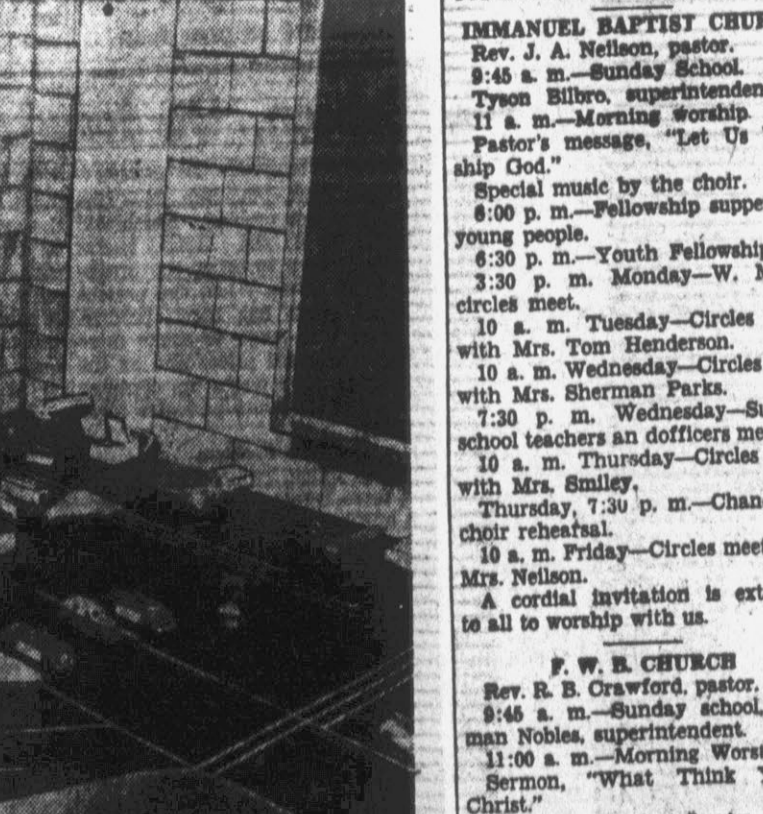 IMMANUEL BAPTIST CHUR
Rev. J. A. Neilson, pastor.
9:45 a. m.—Sunday School.
Tyson Bilbro, superintenden
11 a. m.—Morning worship.
Pastor's message, "Let Us
ship God."
Special music by the choir.
6:00 p. m.—Fellowship suppe
young people.
6:30 p. m.—Youth Fellowship
3:30 p. m. Monday—W. M
circles meet.
10 a. m. Tuesday—Circles
with Mrs. Tom Henderson.
10 a. m. Wednesday—Circles
with Mrs. Sherman Parks.
7:30 p. m. Wednesday—Su
school teachers an dofficers me
10 a. m. Thursday—Circles
with Mrs. Smiley.
Thursday, 7:30 p. m.—Chan
choir rehearsal.
10 a. m. Friday—Circles meet
Mrs. Neilson.
A cordial invitation is ext
to all to worship with us.
F. W. B. CHURCH
Rev. R. B. Crawford, pastor.
9:45 a. m.—Sunday school,
man Nobles, superintendent.
11:00 a. m.—Morning Wors
Sermon, "What Think Y
Christ."